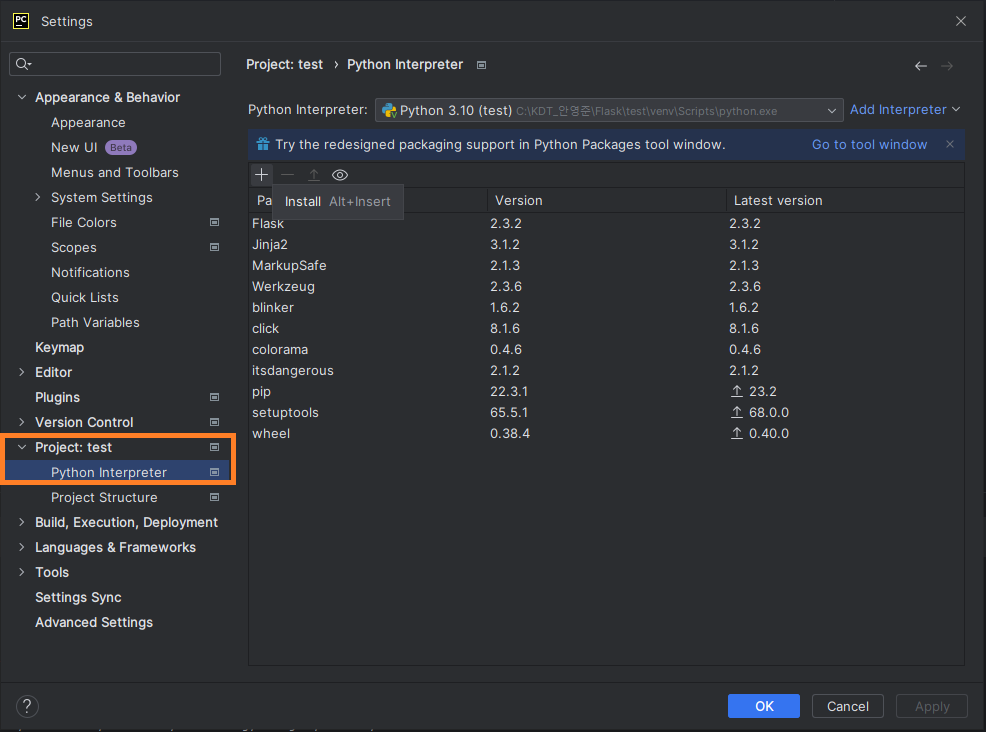 PC Settings
Project: test › Python Interpreter
Appearance & Behavior
Appearance
New UI Beta
Menus and Toolbars
System Settings
File Colors
Scopes
Notifications
Quick Lists
Path Variables
Keymap
Editor
Plugins
Version Control
Project: test
Python Interpreter
Project Structure
Build, Execution, Deployment
Languages & Frameworks
Tools
Settings Sync
Advanced Settings
Python Interpreter: Python 3.10 (test) C:\KDT_안영준\Flask\test\venv\Scripts\python.exe Add Interpreter
Try the redesigned packaging support in Python Packages tool window. Go to tool window
Install Alt+Insert
Pa Version Latest version
Flask 2.3.2 2.3.2
Jinja2 3.1.2 3.1.2
MarkupSafe 2.1.3 2.1.3
Werkzeug 2.3.6 2.3.6
blinker 1.6.2 1.6.2
click 8.1.6 8.1.6
colorama 0.4.6 0.4.6
itsdangerous 2.1.2 2.1.2
pip 22.3.1 23.2
setuptools 65.5.1 68.0.0
wheel 0.38.4 0.40.0
? OK Cancel Apply